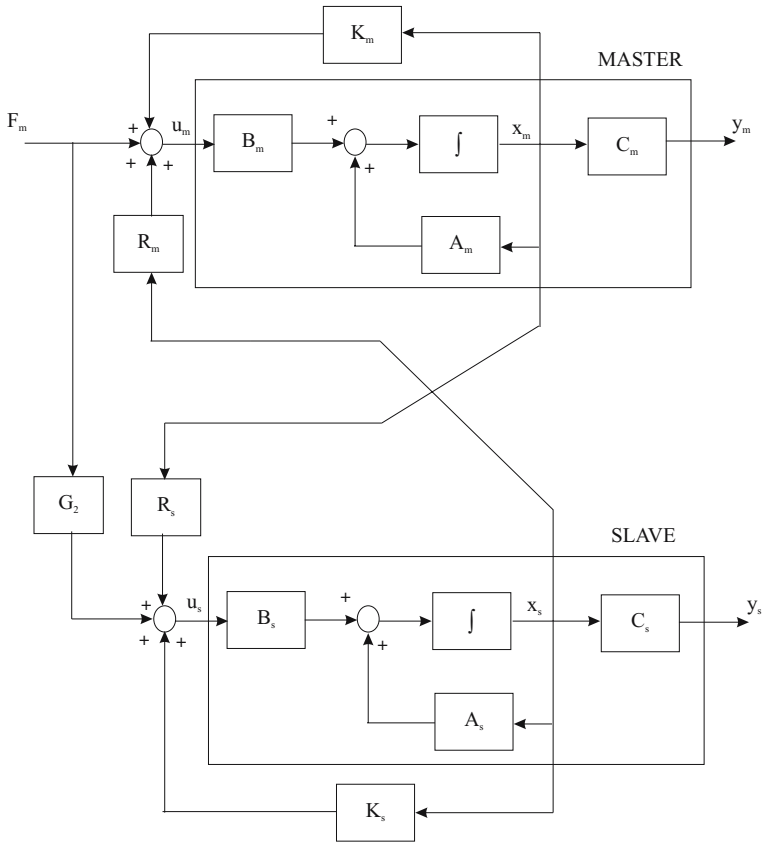 K_m
MASTER
F_m
+
+
+
+
u_m
B_m
+
+
∫
x_m
C_m
y_m
R_m
A_m
G_2
R_s
SLAVE
+
+
+
u_s
B_s
+
+
∫
x_s
C_s
y_s
A_s
K_s